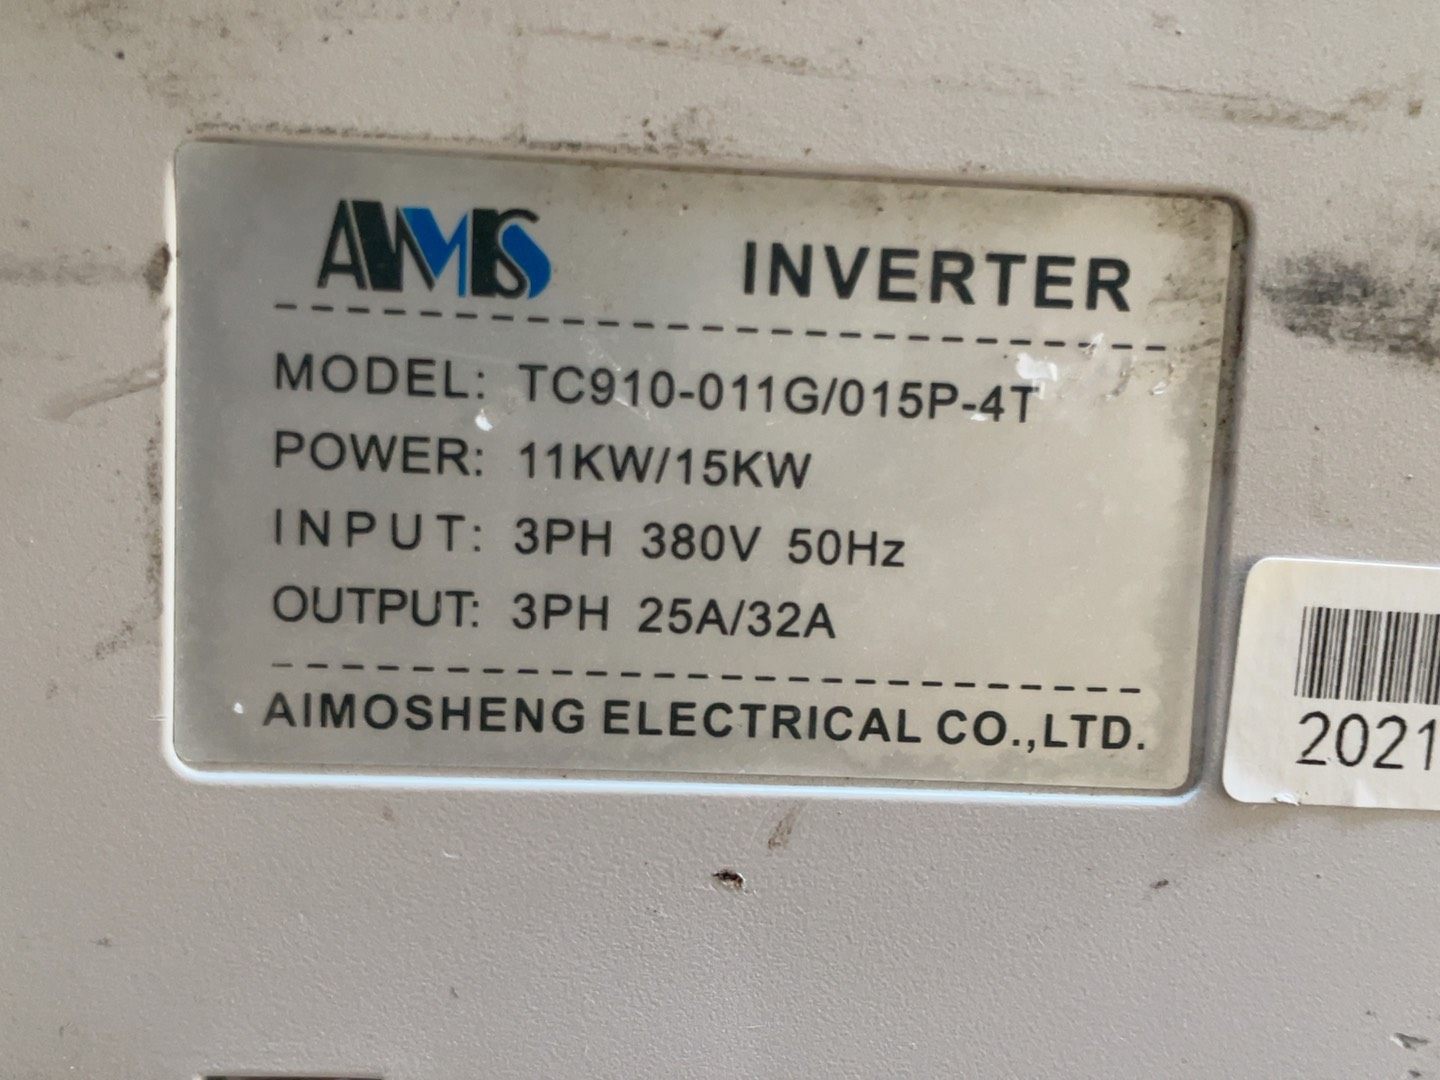 AMS INVERTER
MODEL: TC910-011G/015P-4T
POWER: 11KW/15KW
INPUT: 3PH 380V 50Hz
OUTPUT: 3PH 25A/32A
AIMOSHENG ELECTRICAL CO.,LTD.
2021